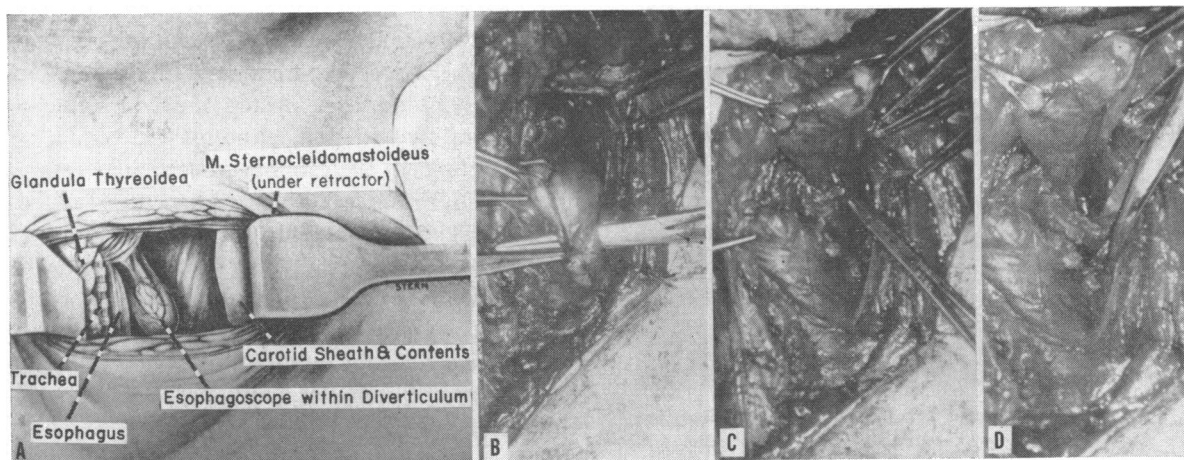 M. Sternocleidomastoideus
(under retractor)
Glandula Thyreoidea
STERN
Carotid Sheath & Contents
Trachea
Esophagoscope within Diverticulum
Esophagus
A
B
C
D